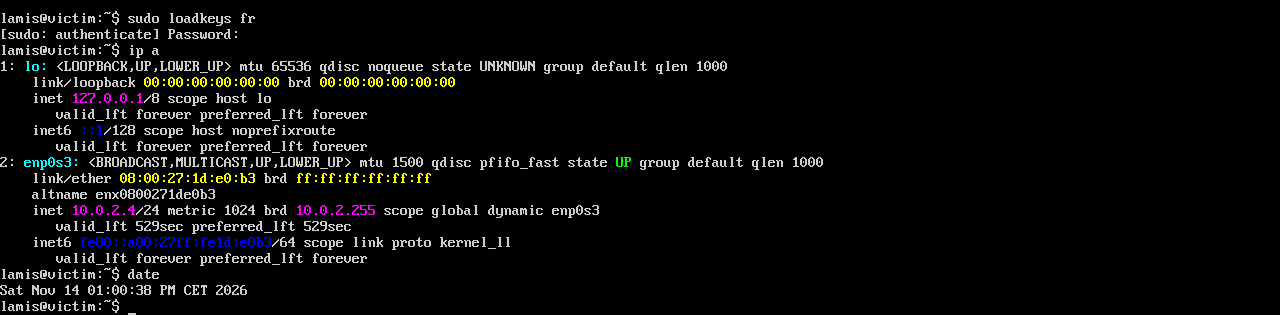 lamis@victim:~$ sudo loadkeys fr
[sudo: authenticate] Password:
lamis@victim:~$ ip a
1: lo: <LOOPBACK,UP,LOWER_UP> mtu 65536 qdisc noqueue state UNKNOWN group default qlen 1000
    link/loopback 00:00:00:00:00:00 brd 00:00:00:00:00:00
    inet 127.0.0.1/8 scope host lo
       valid_lft forever preferred_lft forever
    inet6 ::1/128 scope host noprefixroute
       valid_lft forever preferred_lft forever
2: enp0s3: <BROADCAST,MULTICAST,UP,LOWER_UP> mtu 1500 qdisc pfifo_fast state UP group default qlen 1000
    link/ether 08:00:27:1d:e0:b3 brd ff:ff:ff:ff:ff:ff
    altname enx0800271de0b3
    inet 10.0.2.4/24 metric 1024 brd 10.0.2.255 scope global dynamic enp0s3
       valid_lft 529sec preferred_lft 529sec
    inet6 fe80::a00:27ff:fe1d:e0b3/64 scope link proto kernel_ll
       valid_lft forever preferred_lft forever
lamis@victim:~$ date
Sat Nov 14 01:00:38 PM CET 2026
lamis@victim:~$ _